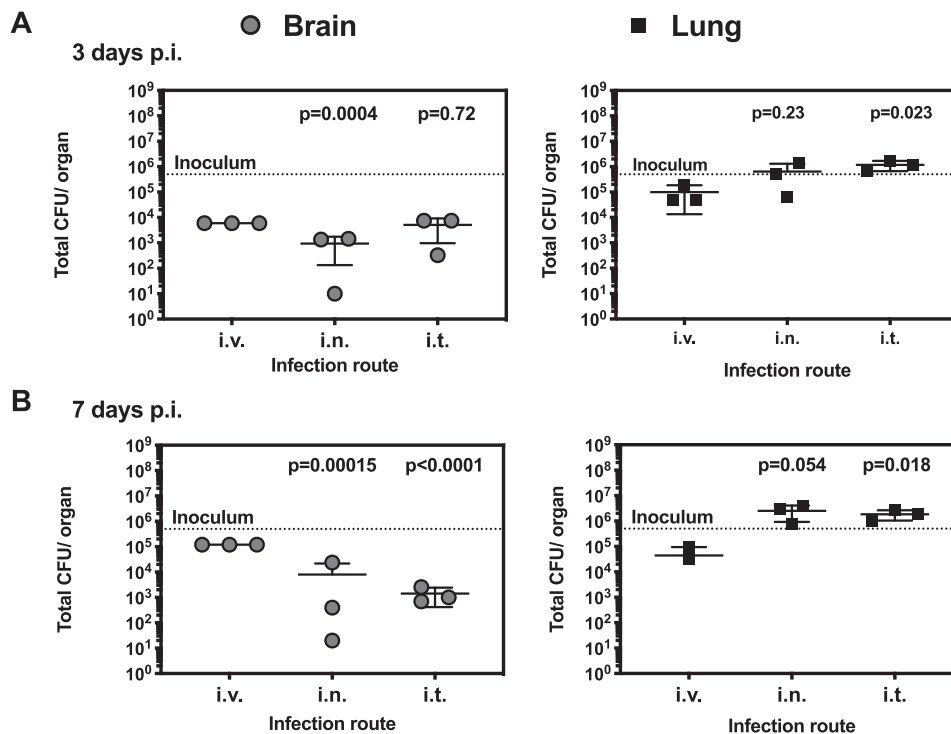 A
Brain
Lung
3 days p.i.
10⁹
10⁸
10⁷
10⁶
10⁵
10⁴
10³
10²
10¹
10⁰
Total CFU/ organ
p=0.0004
p=0.72
Inoculum
i.v.
i.n.
i.t.
Infection route
10⁹
10⁸
10⁷
10⁶
10⁵
10⁴
10³
10²
10¹
10⁰
Total CFU/ organ
p=0.23
p=0.023
Inoculum
i.v.
i.n.
i.t.
Infection route
B
7 days p.i.
10⁹
10⁸
10⁷
10⁶
10⁵
10⁴
10³
10²
10¹
10⁰
Total CFU/ organ
p=0.00015
p<0.0001
Inoculum
i.v.
i.n.
i.t.
Infection route
10⁹
10⁸
10⁷
10⁶
10⁵
10⁴
10³
10²
10¹
10⁰
Total CFU/ organ
p=0.054
p=0.018
Inoculum
i.v.
i.n.
i.t.
Infection route